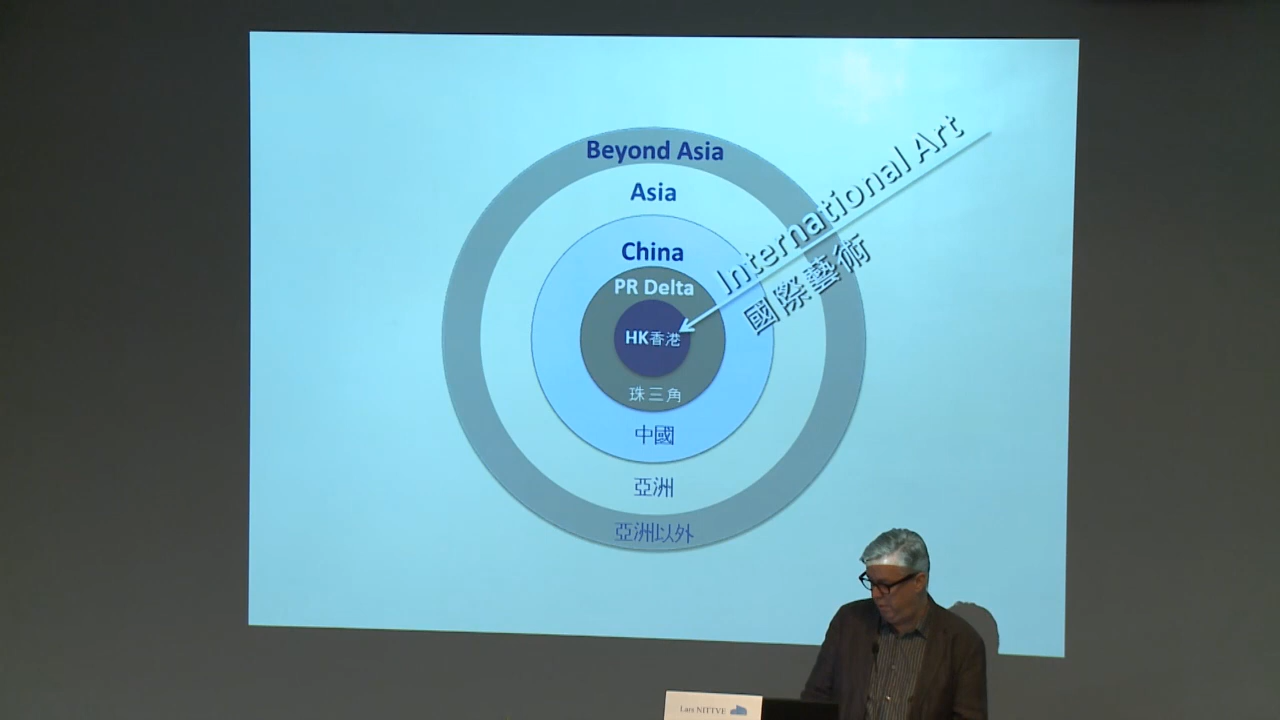 Beyond Asia
Asia
China
PR Delta
HK香港
珠三角
中國
亞洲
亞洲以外
International Art
國際藝術
Lars NITTVE